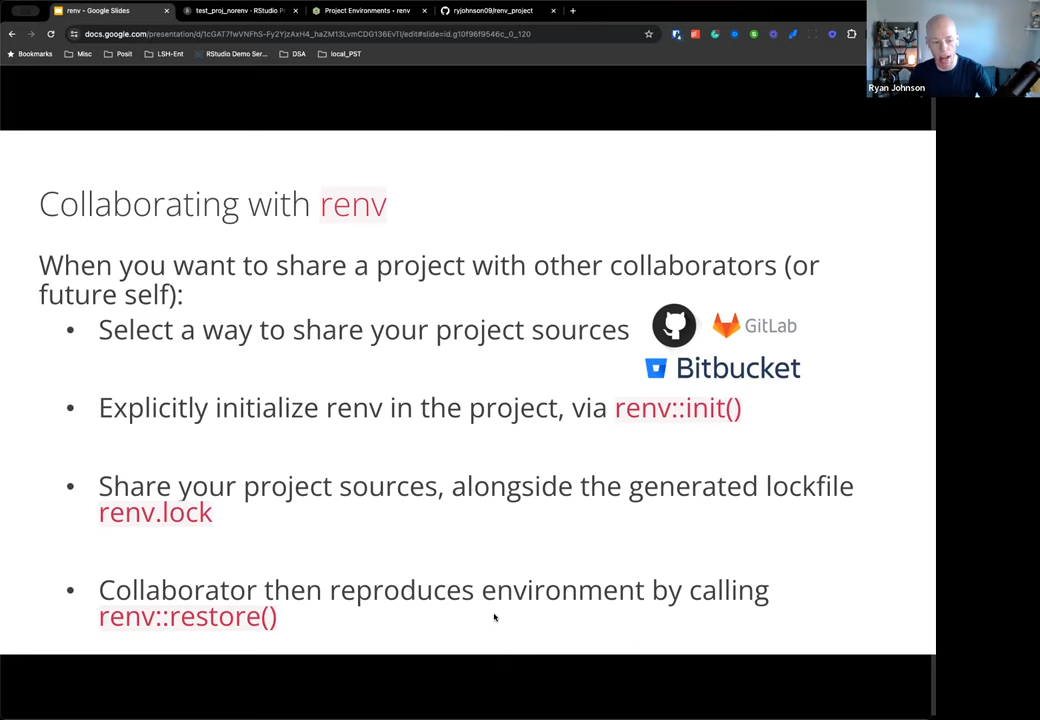 renv - Google Slides
test_proj_norenv - RStudio P
Project Environments • renv
ryjohnson09/renv_project
docs.google.com/presentation/d/1cGAT7fwVNFhS-Fy2YjzAxH4_haZM13LvmCDG136EvTI/edit#slide=id.g10f96f9546c_0_120
Bookmarks
Misc
Posit
LSH-Ent
RStudio Demo Ser...
DSA
local_PST
Ryan Johnson
Collaborating with renv
When you want to share a project with other collaborators (or
future self):
• Select a way to share your project sources
GitLab
Bitbucket
• Explicitly initialize renv in the project, via renv::init()
• Share your project sources, alongside the generated lockfile
renv.lock
• Collaborator then reproduces environment by calling
renv::restore()